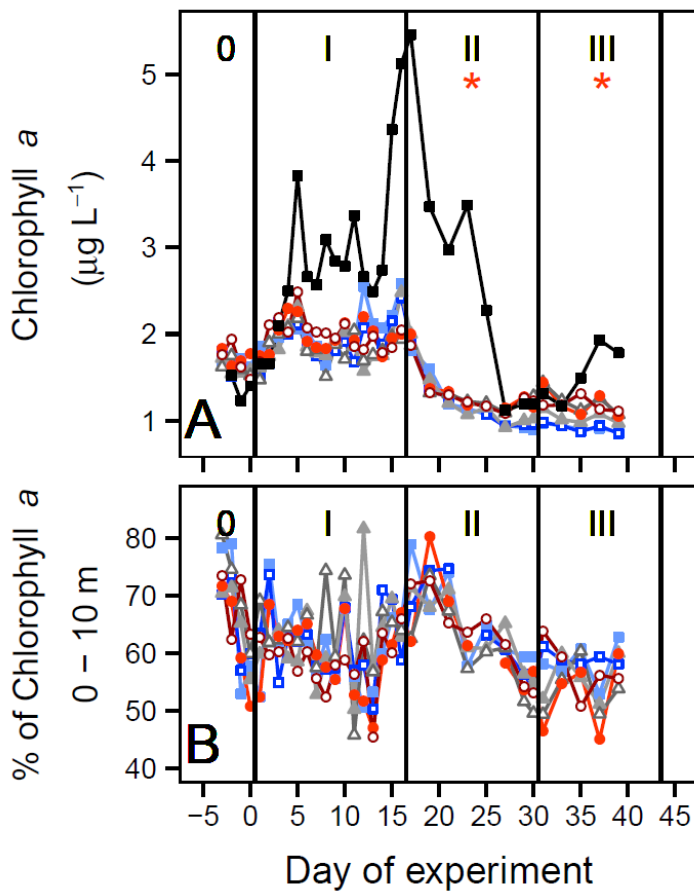 0 I II III
* *
5
4
3
2
1
Chlorophyll a
(µg L−1)
A
0 I II III
80
70
60
50
40
% of Chlorophyll a
0 − 10 m
B
−5 0 5 10 15 20 25 30 35 40 45
Day of experiment